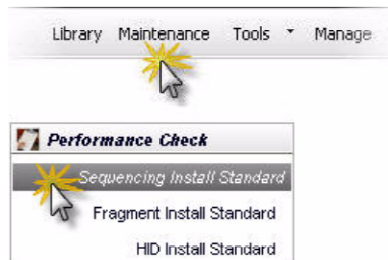 Library Maintenance Tools Manage
Performance Check
Sequencing Install Standard
Fragment Install Standard
HID Install Standard